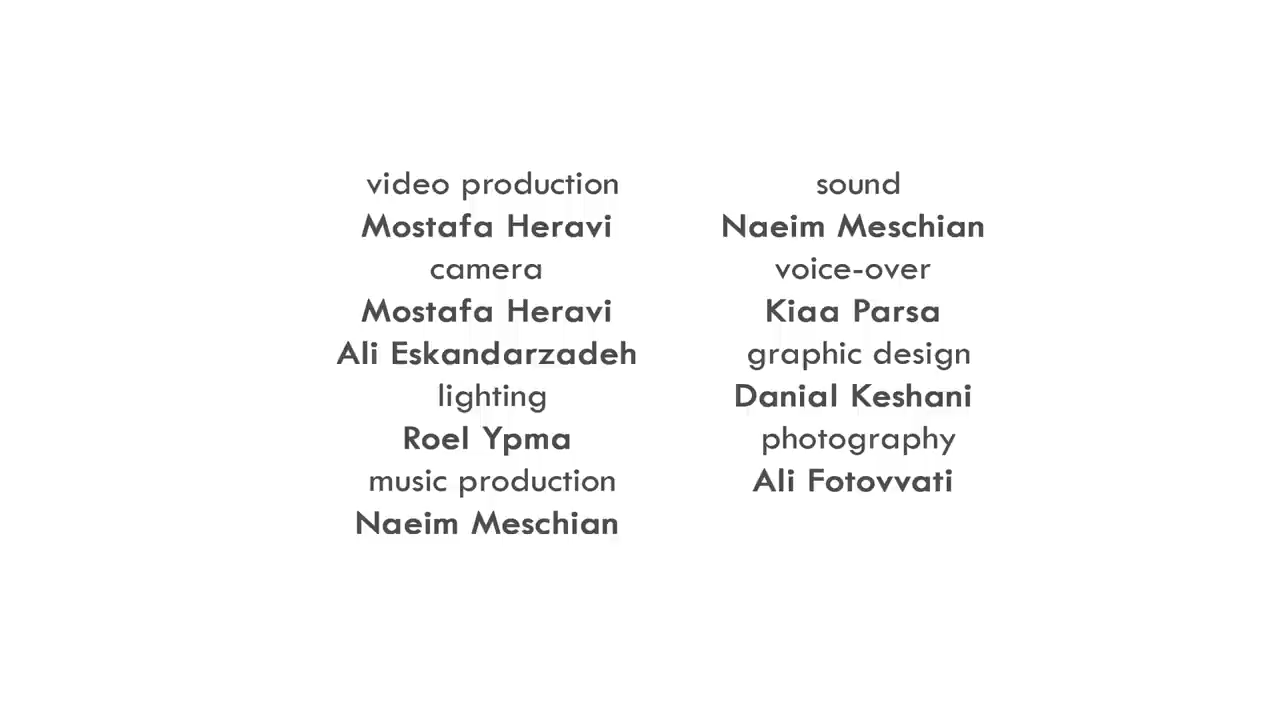 video production
Mostafa Heravi
camera
Mostafa Heravi
Ali Eskandarzadeh
lighting
Roel Ypma
music production
Naeim Meschian
sound
Naeim Meschian
voice-over
Kiaa Parsa
graphic design
Danial Keshani
photography
Ali Fotovvati